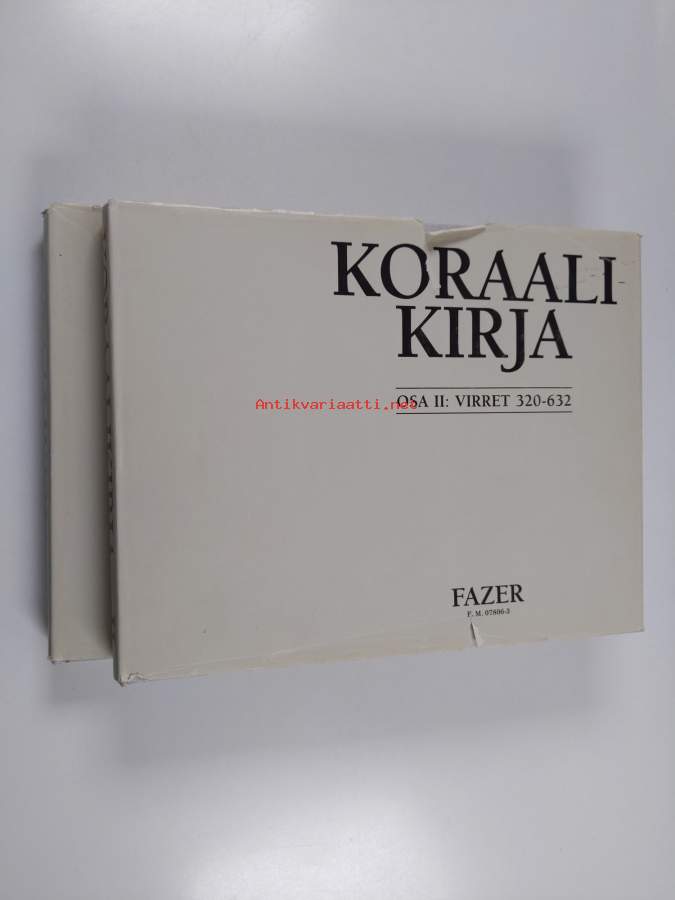 KORAALI
KIRJA
OSA II: VIRRET 320-632
Antikvariaatti.net
FAZER
F. M. 07806-3